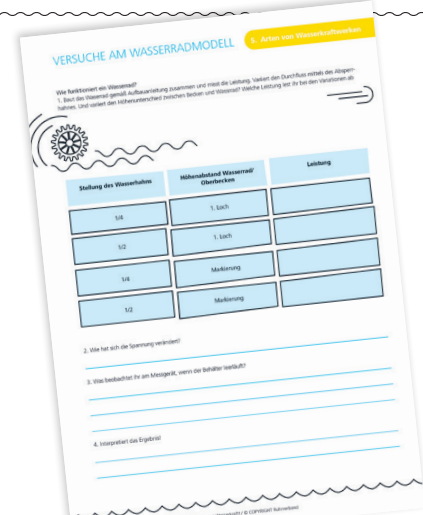 VERSUCHE AM WASSERRADMODELL
5. Arten von Wasserkraftwerken
Wie funktioniert ein Wasserrad?
1. Baut das Wasserrad gemäß Aufbauanleitung zusammen und messt die Leistung. Variiert den Durchfluss mittels des Absperr-
hahnes. Und variiert den Höhenunterschied zwischen Becken und Wasserrad? Welche Leistung lest ihr bei den Variationen ab
Stellung des Wasserhahns
Höhenabstand Wasserrad/
Oberbecken
Leistung
1/4
1. Loch
1/2
1. Loch
1/4
Markierung
1/2
Markierung
2. Wie hat sich die Spannung verändert?
3. Was beobachtet ihr am Messgerät, wenn der Behälter leerläuft?
4. Interpretiert das Ergebnis!
© COPYRIGHT